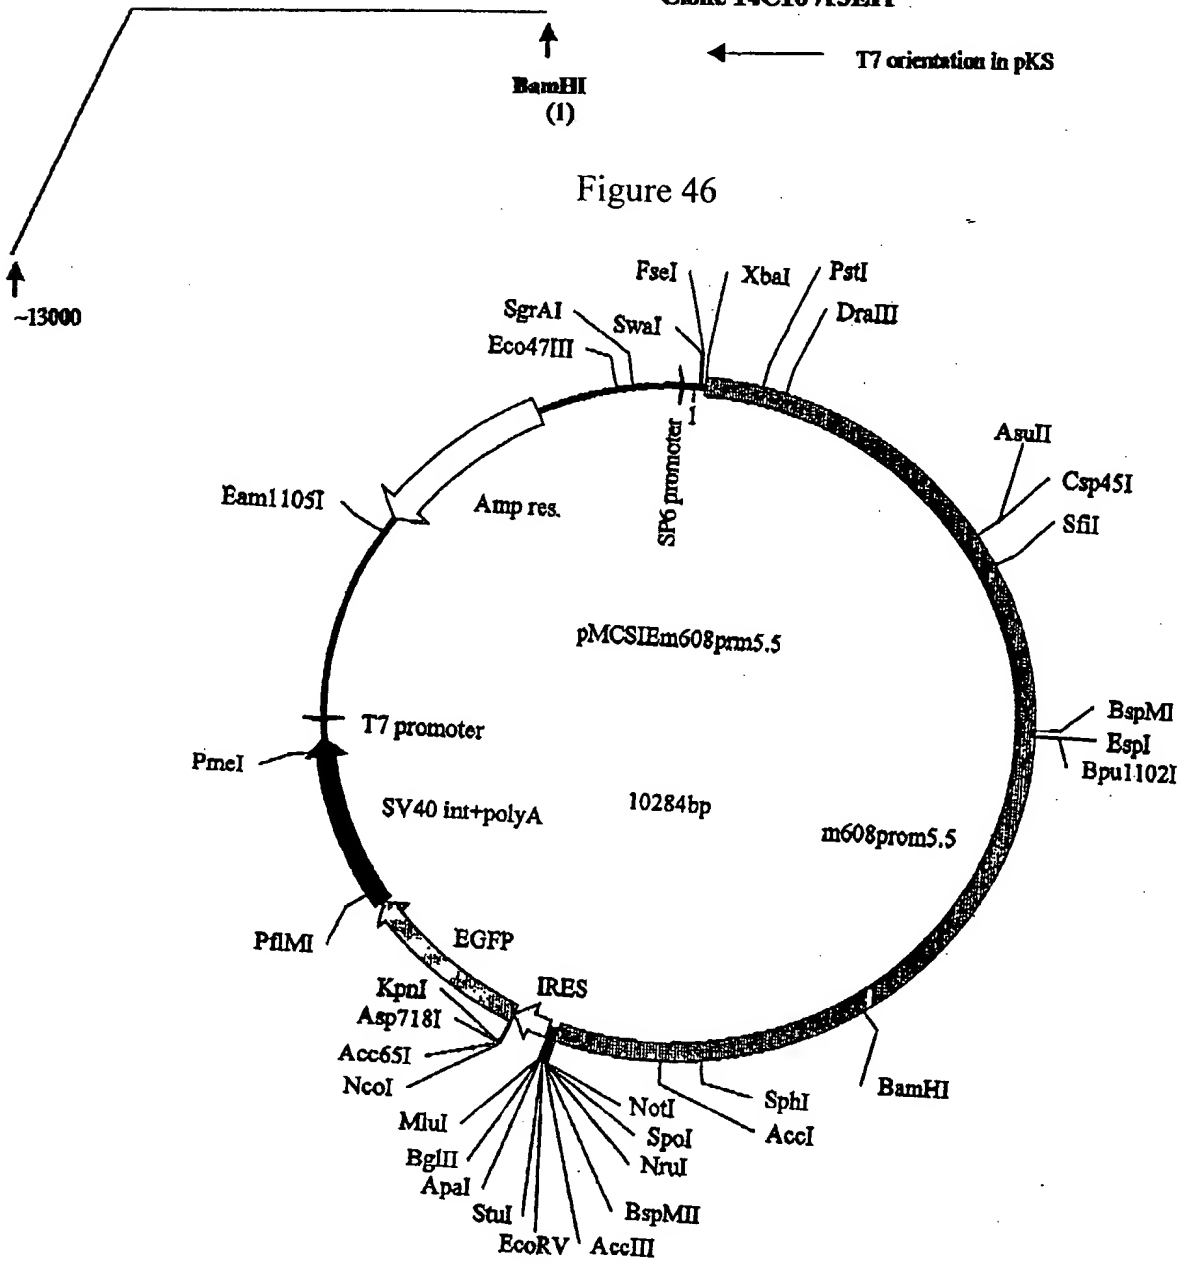 T7 orientation in pKS
BamHI
(1)
Figure 46
~13000
FseI
XbaI
PstI
SgrAI
SwaI
DraIII
Eco47III
1
AsuII
SP6 promoter
Csp45I
Eam1105I
Amp res.
SfiI
pMCSIEm608prm5.5
BspMI
T7 promoter
EspI
PmeI
Bpu1102I
SV40 int+polyA
10284bp
m608prom5.5
PflMI
EGFP
KpnI
IRES
Asp718I
Acc65I
NcoI
BamHI
SphI
NotI
MluI
SpoI
AccI
BglII
NruI
ApaI
StuI
BspMII
EcoRV
AccIII